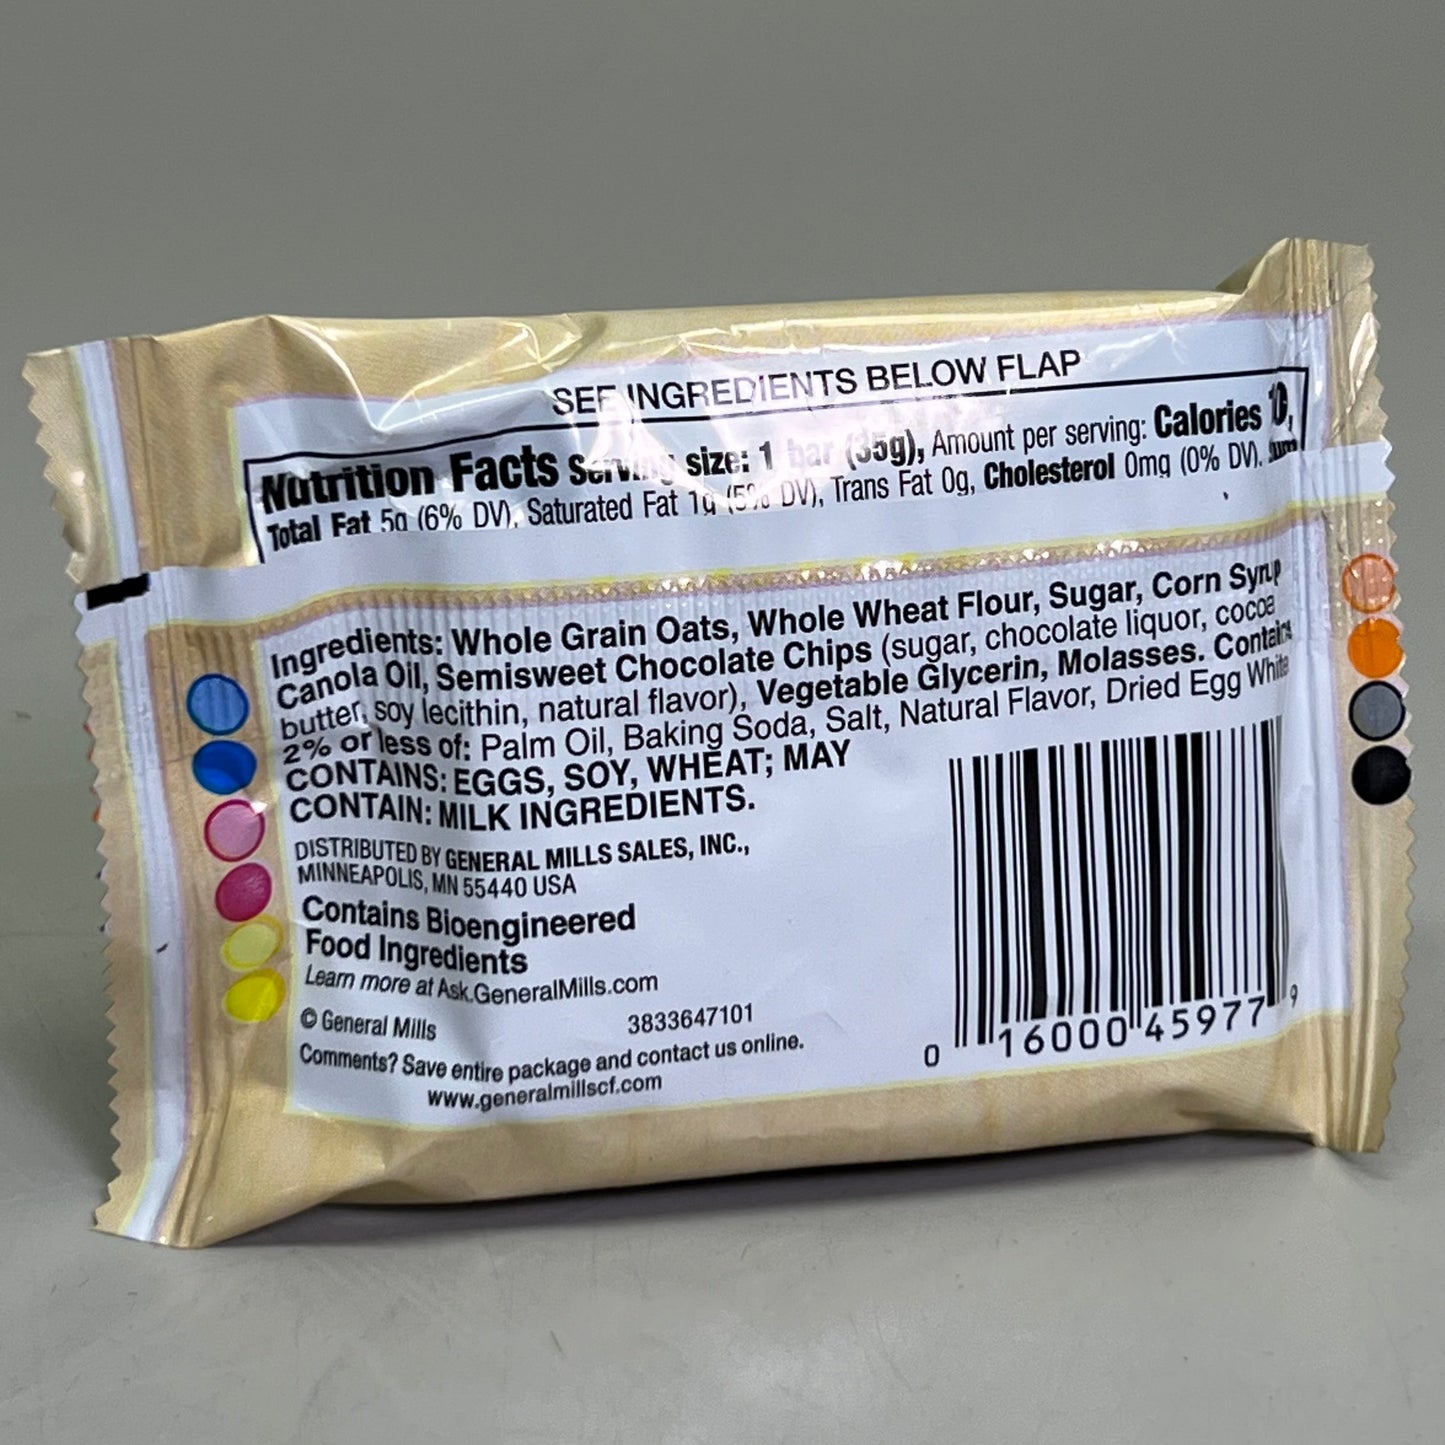 SEE INGREDIENTS BELOW FLAP
Nutrition Facts Serving size: 1 bar (35g), Amount per serving: Calories
Total Fat 5g (6% DV), Saturated Fat 1g (5% DV), Trans Fat 0g, Cholesterol 0mg (0% DV),
Ingredients: Whole Grain Oats, Whole Wheat Flour, Sugar, Corn Syrup
Canola Oil, Semisweet Chocolate Chips (sugar, chocolate liquor, cocoa
butter, soy lecithin, natural flavor), Vegetable Glycerin, Molasses. Contains
2% or less of: Palm Oil, Baking Soda, Salt, Natural Flavor, Dried Egg White
CONTAINS: EGGS, SOY, WHEAT; MAY
CONTAIN: MILK INGREDIENTS.
DISTRIBUTED BY GENERAL MILLS SALES, INC.,
MINNEAPOLIS, MN 55440 USA
Contains Bioengineered
Food Ingredients
Learn more at Ask.GeneralMills.com
© General Mills 3833647101
Comments? Save entire package and contact us online.
www.generalmillscf.com
0 16000 45977 9